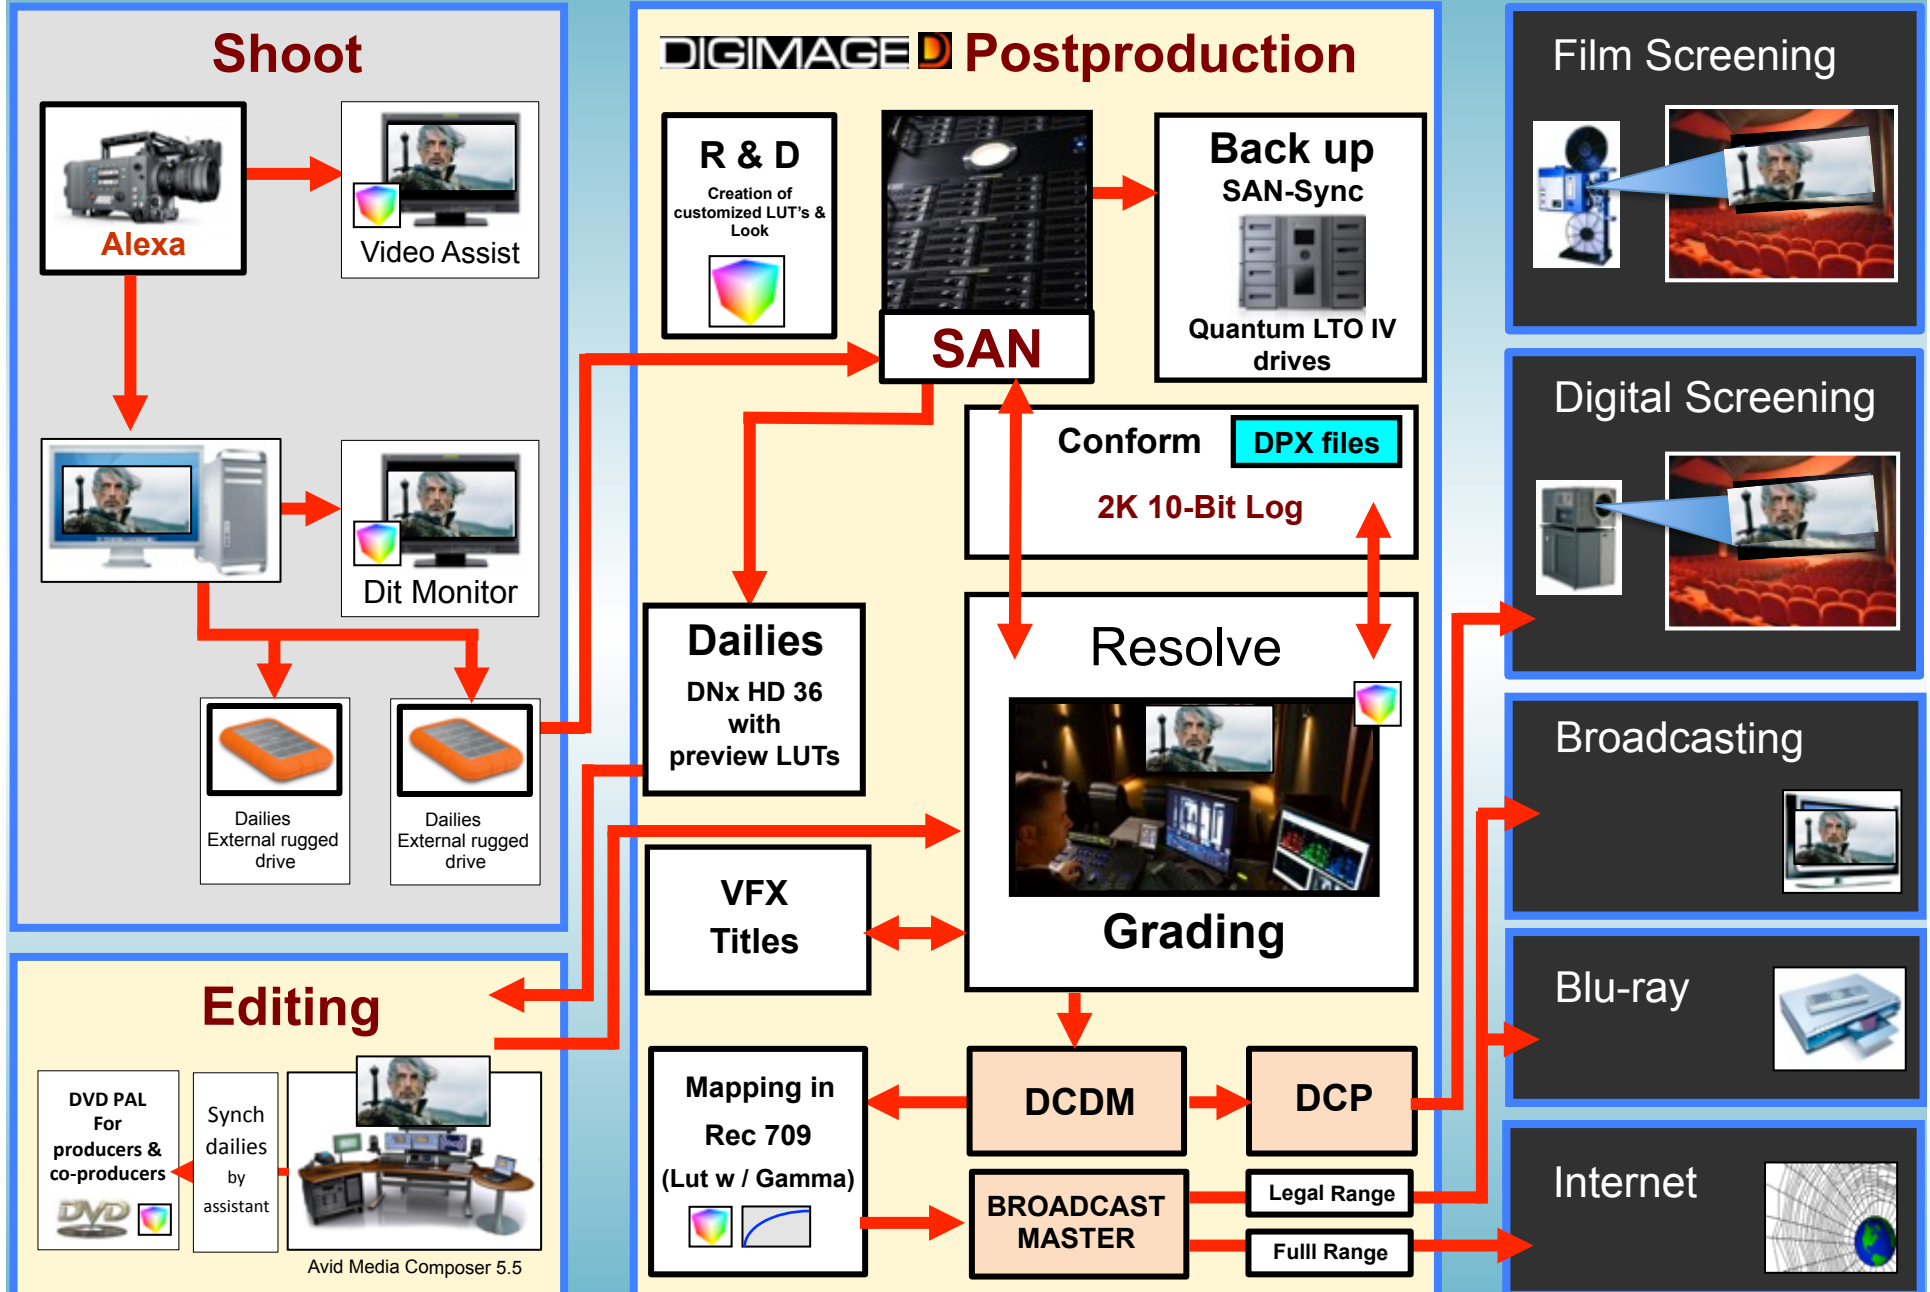 Shoot
Alexa
Video Assist
Dit Monitor
Dailies
External rugged
drive
Dailies
External rugged
drive
Editing
DVD PAL
For
producers &
co-producers
DVD
Synch
dailies
by
assistant
Avid Media Composer 5.5
DIGIMAGE D Postproduction
R & D
Creation of
customized LUT's &
Look
SAN
Back up
SAN-Sync
Quantum LTO IV
drives
Conform
DPX files
2K 10-Bit Log
Dailies
DNx HD 36
with
preview LUTs
Resolve
Grading
VFX
Titles
Mapping in
Rec 709
(Lut w / Gamma)
DCDM
DCP
BROADCAST
MASTER
Legal Range
Fulll Range
Film Screening
Digital Screening
Broadcasting
Blu-ray
Internet